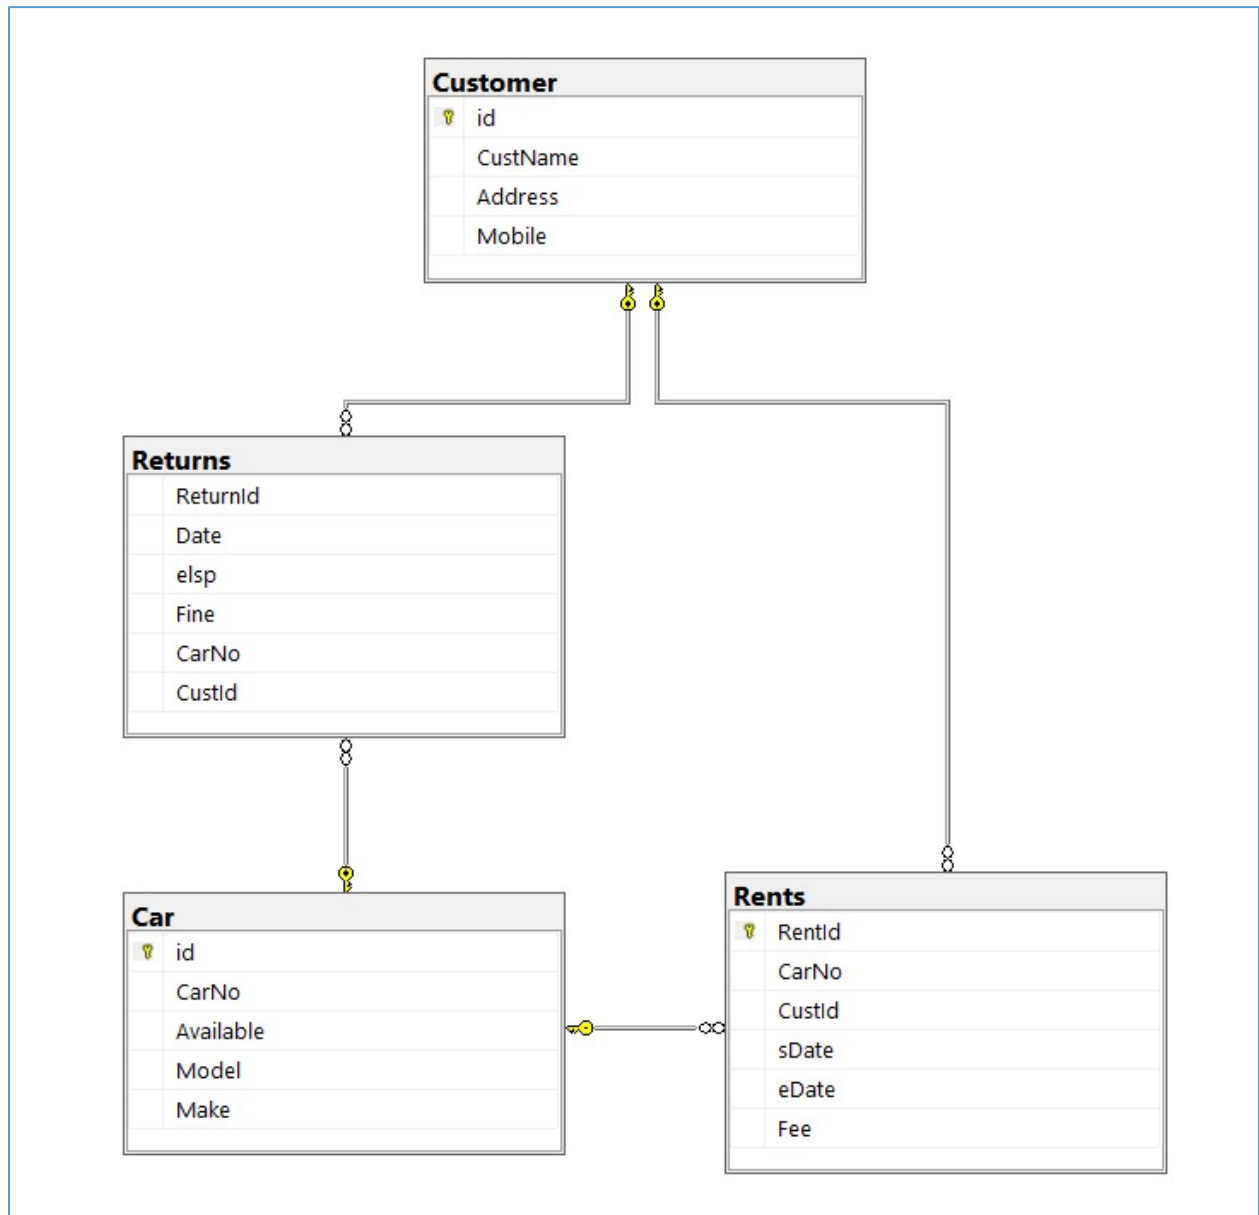 Customer
id
CustName
Address
Mobile
Returns
ReturnId
Date
elsp
Fine
CarNo
CustId
Car
id
CarNo
Available
Model
Make
Rents
RentId
CarNo
CustId
sDate
eDate
Fee